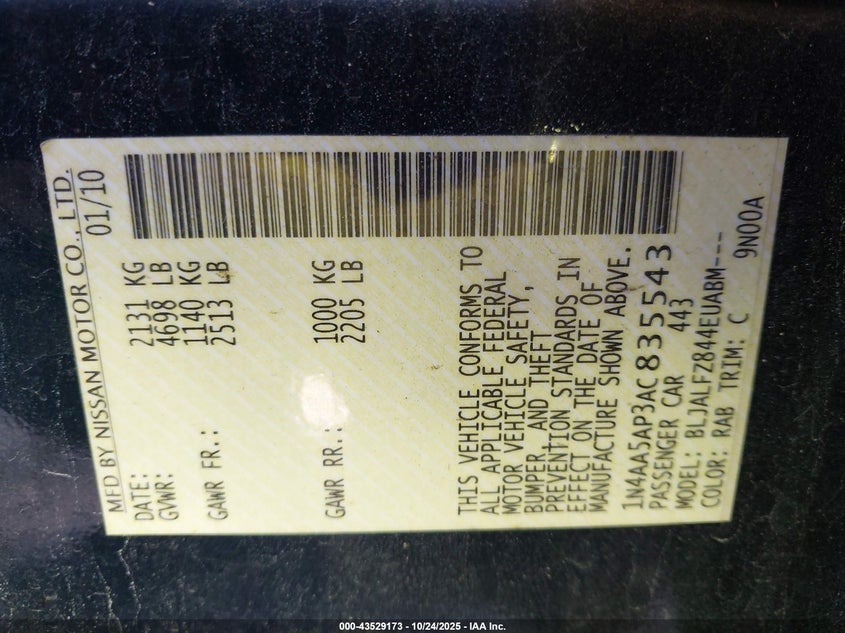 MFD BY NISSAN MOTOR CO., LTD.
DATE: 01/10
GVWR: 2131 KG
4698 LB
GAWR FR.: 1140 KG
2513 LB
GAWR RR.: 1000 KG
2205 LB
THIS VEHICLE CONFORMS TO
ALL APPLICABLE FEDERAL
MOTOR VEHICLE SAFETY,
BUMPER, AND THEFT
PREVENTION STANDARDS IN
EFFECT ON THE DATE OF
MANUFACTURE SHOWN ABOVE.
1N4AA5AP3AC835543
PASSENGER CAR 443
MODEL: BLJALFZ844EUABM---
COLOR: RAB TRIM: C 9N00A
000-43529173 - 10/24/2025 - IAA Inc.